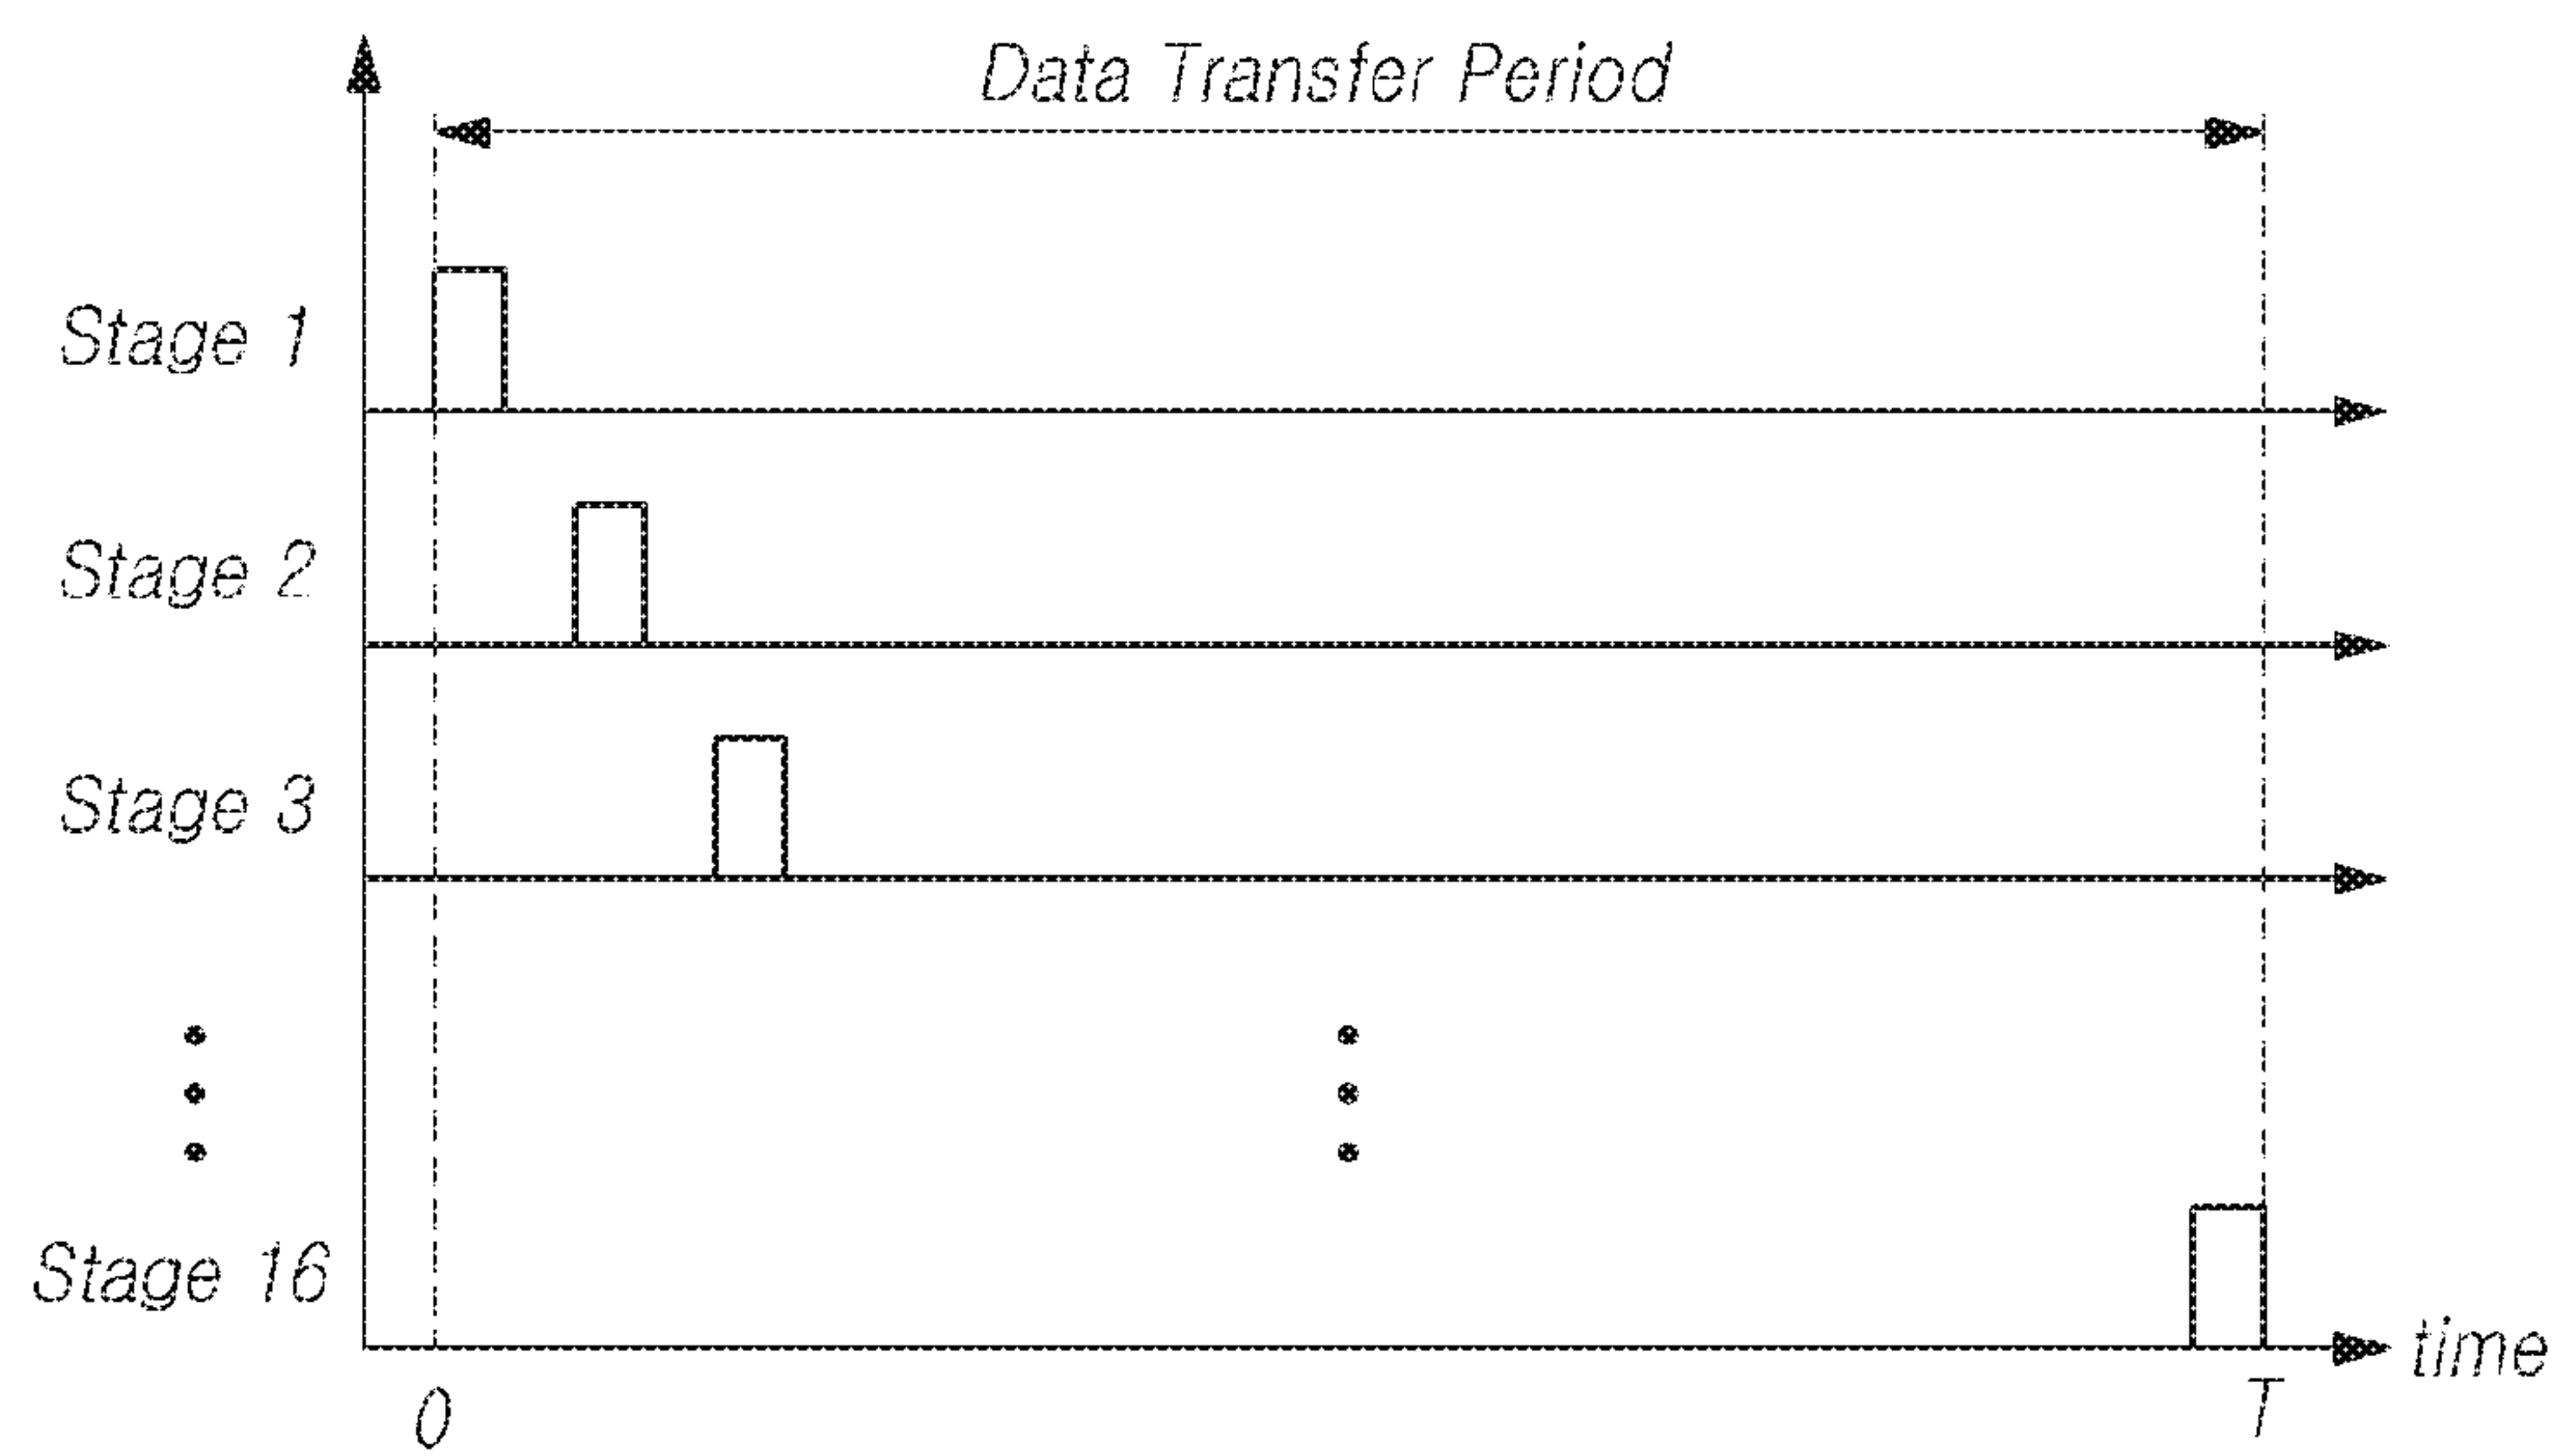 Data Transfer Period
Stage 1
Stage 2
Stage 3
Stage 16
time
0
T